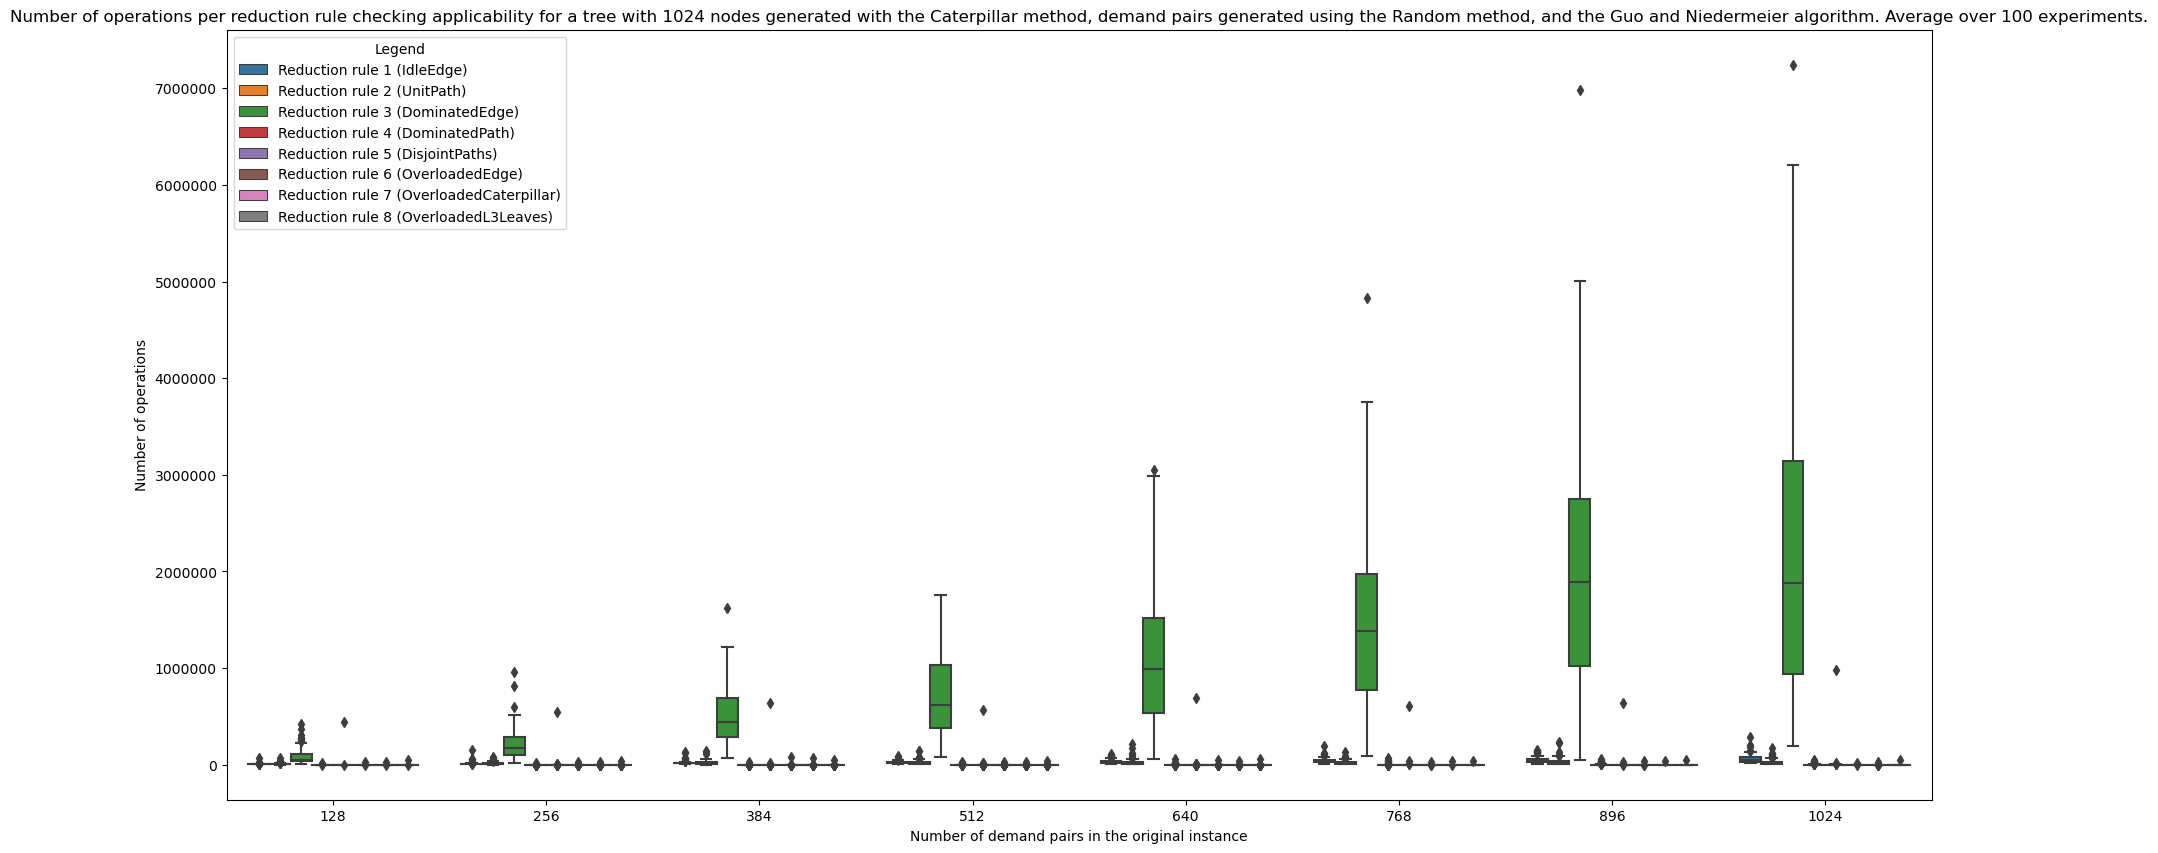 Number of operations per reduction rule checking applicability for a tree with 1024 nodes generated with the Caterpillar method, demand pairs generated using the Random method, and the Guo and Niedermeier algorithm. Average over 100 experiments.
Legend
Reduction rule 1 (IdleEdge)
Reduction rule 2 (UnitPath)
Reduction rule 3 (DominatedEdge)
Reduction rule 4 (DominatedPath)
Reduction rule 5 (DisjointPaths)
Reduction rule 6 (OverloadedEdge)
Reduction rule 7 (OverloadedCaterpillar)
Reduction rule 8 (OverloadedL3Leaves)
7000000
6000000
5000000
4000000
3000000
2000000
1000000
0
Number of operations
128 256 384 512 640 768 896 1024
Number of demand pairs in the original instance